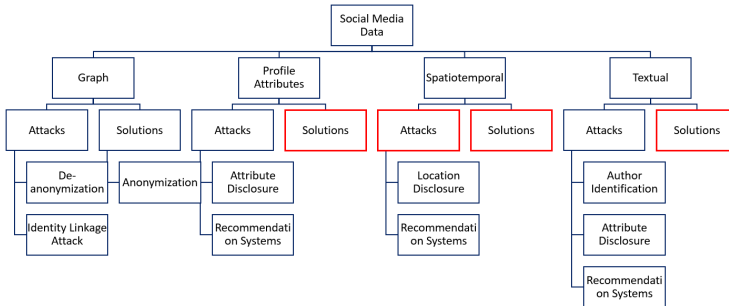 Social Media
Data
Graph
Profile
Attributes
Spatiotemporal
Textual
Attacks
Solutions
Attacks
Solutions
Attacks
Solutions
Attacks
Solutions
De-
anonymization
Anonymization
Attribute
Disclosure
Location
Disclosure
Author
Identification
Identity Linkage
Attack
Recommendati
on Systems
Recommendati
on Systems
Attribute
Disclosure
Recommendati
on Systems